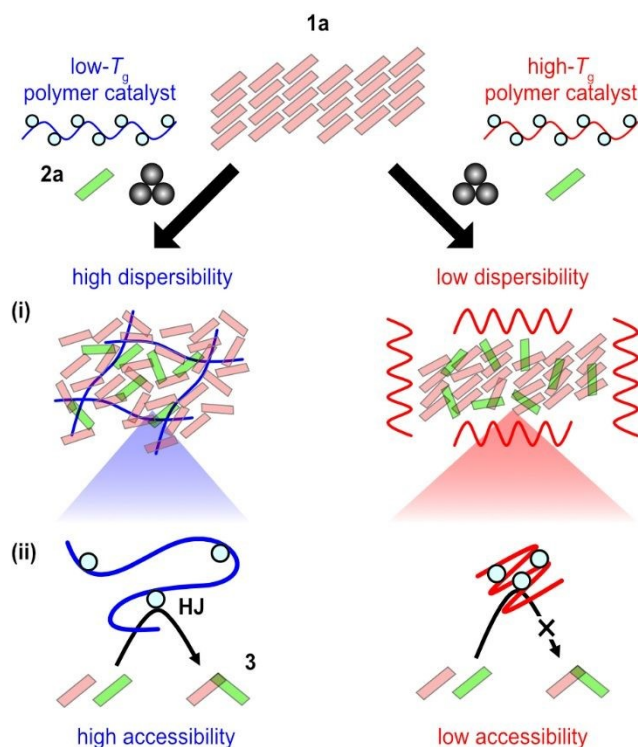 1a
low-Tg
polymer catalyst
high-Tg
polymer catalyst
2a
high dispersibility
low dispersibility
(i)
(ii)
HJ
3
high accessibility
low accessibility